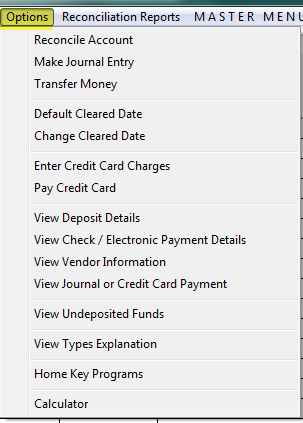 Options Reconciliation Reports MASTER MENU
Reconcile Account
Make Journal Entry
Transfer Money
Default Cleared Date
Change Cleared Date
Enter Credit Card Charges
Pay Credit Card
View Deposit Details
View Check / Electronic Payment Details
View Vendor Information
View Journal or Credit Card Payment
View Undeposited Funds
View Types Explanation
Home Key Programs
Calculator